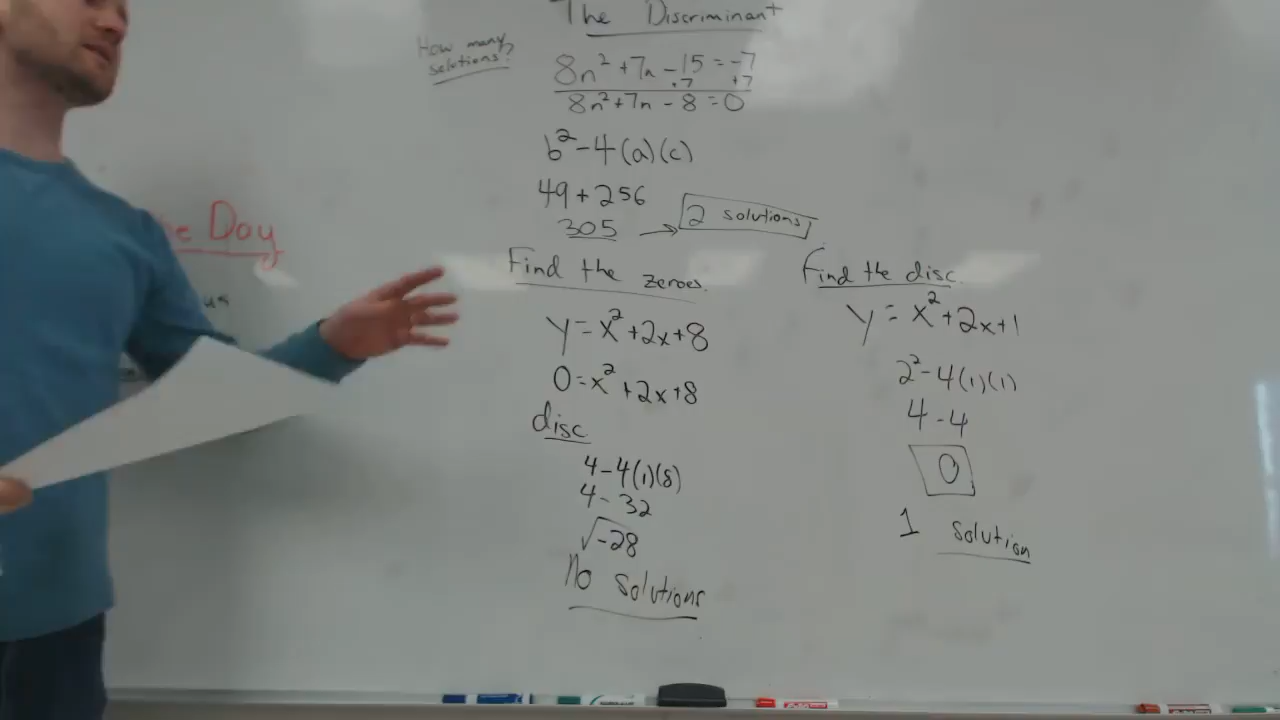 The Discriminant
How many
solutions?
8n² + 7n - 15 = -7
+7 +7
8n² + 7n - 8 = 0
b² - 4(a)(c)
49 + 256
305 → 2 solutions
e Day
us
Find the zeroes.
y = x² + 2x + 8
0 = x² + 2x + 8
disc
4 - 4(1)(8)
4 - 32
√-28
No solutions
Find the disc.
y = x² + 2x + 1
2² - 4(1)(1)
4 - 4
0
1 solution